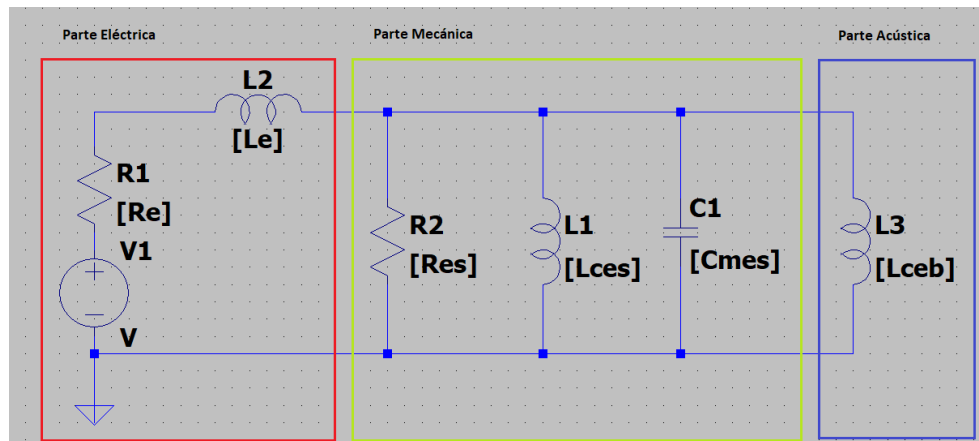 Parte Eléctrica
Parte Mecánica
Parte Acústica
L2
[Le]
R1
[Re]
V1
V
R2
[Res]
L1
[Lces]
C1
[Cmes]
L3
[Lceb]